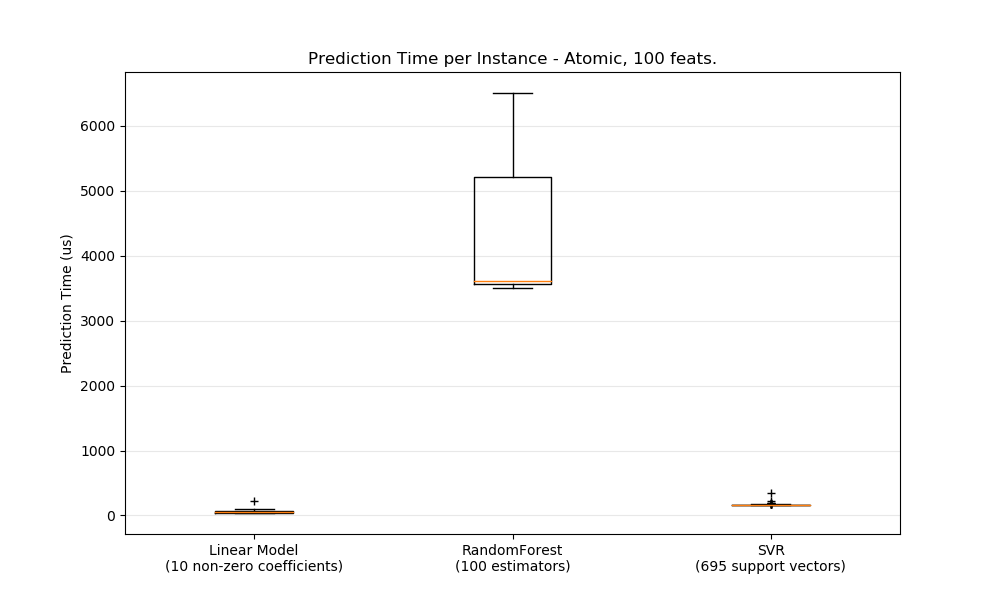 Prediction Time per Instance - Atomic, 100 feats.
Prediction Time (us)
6000
5000
4000
3000
2000
1000
0
Linear Model
(10 non-zero coefficients)
RandomForest
(100 estimators)
SVR
(695 support vectors)